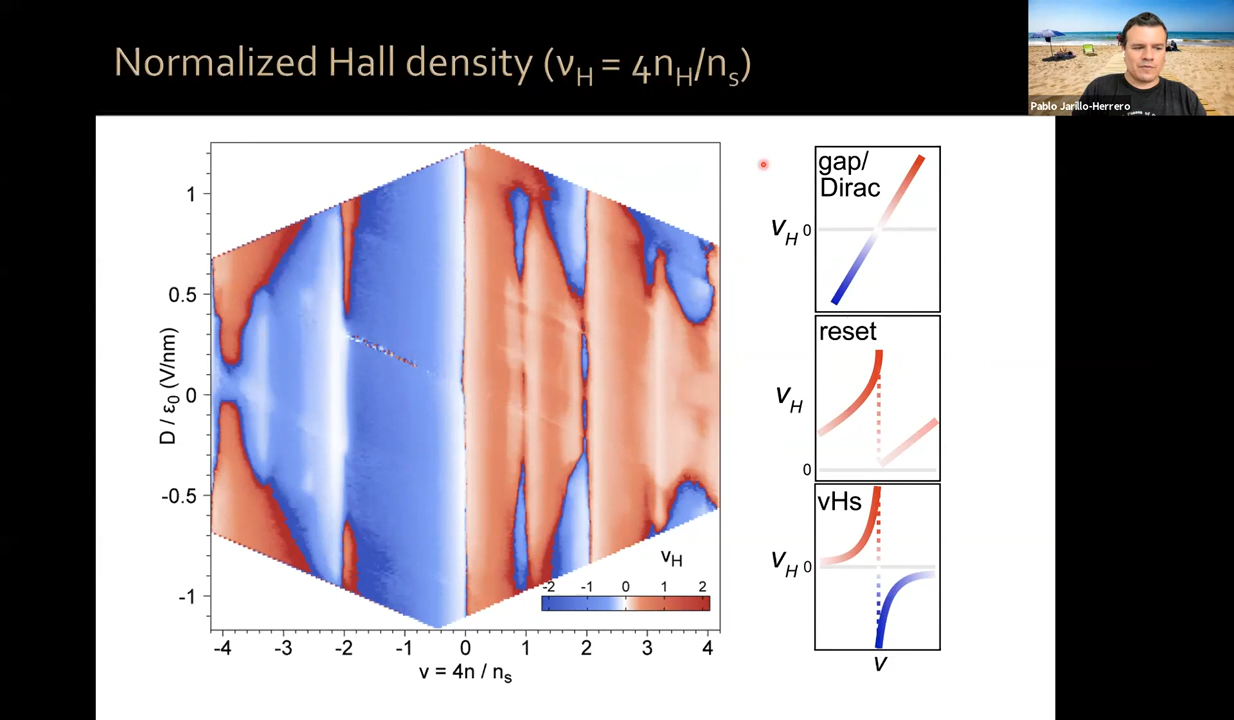 Normalized Hall density (νH = 4nH/ns)
Pablo Jarillo-Herrero
D / ε0 (V/nm)
1
0.5
0
-0.5
-1
-4 -3 -2 -1 0 1 2 3 4
ν = 4n / ns
νH
-2 -1 0 1 2
gap/
Dirac
νH 0
reset
νH
0
vHs
νH 0
ν